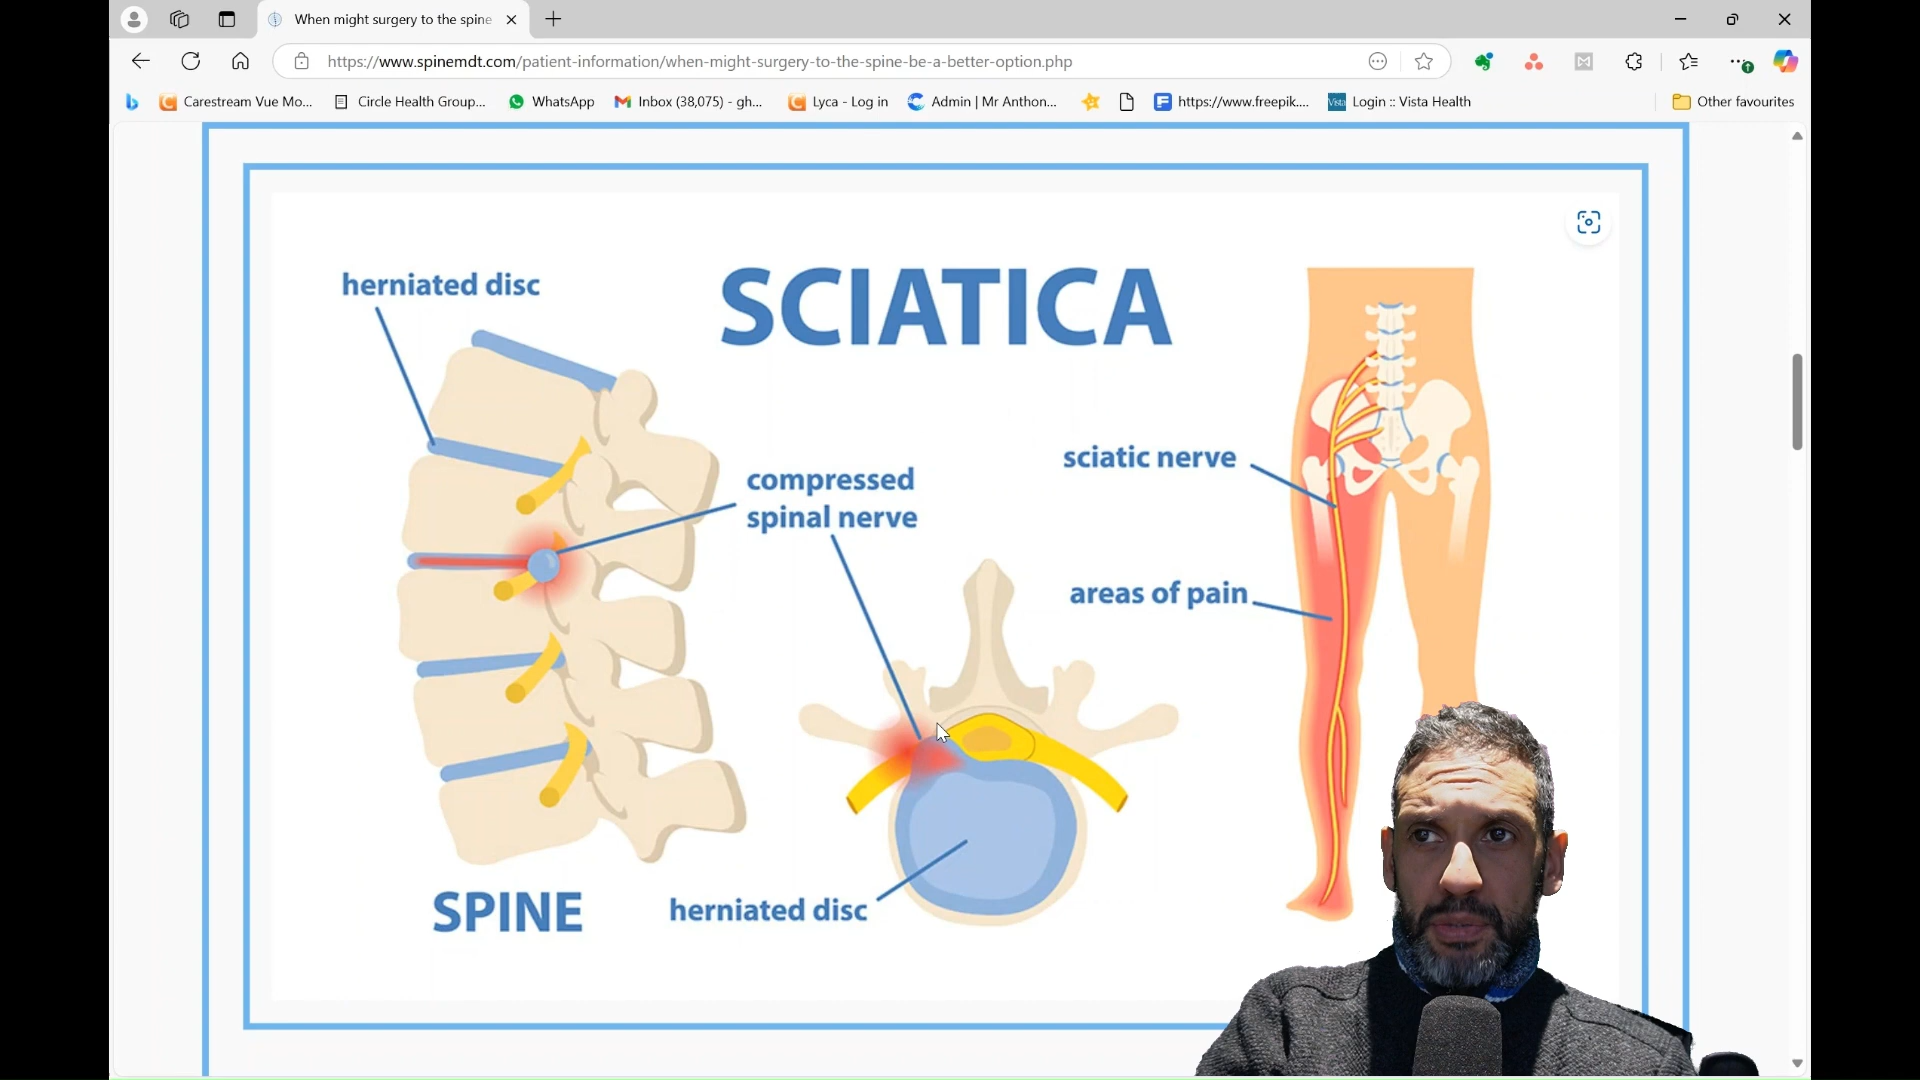 When might surgery to the spine
https://www.spinemdt.com/patient-information/when-might-surgery-to-the-spine-be-a-better-option.php
Carestream Vue Mo...
Circle Health Group...
WhatsApp
Inbox (38,075) - gh...
Lyca - Log in
Admin | Mr Anthon...
https://www.freepik....
Vista
Login :: Vista Health
Other favourites
SCIATICA
herniated disc
compressed
spinal nerve
sciatic nerve
areas of pain
SPINE
herniated disc